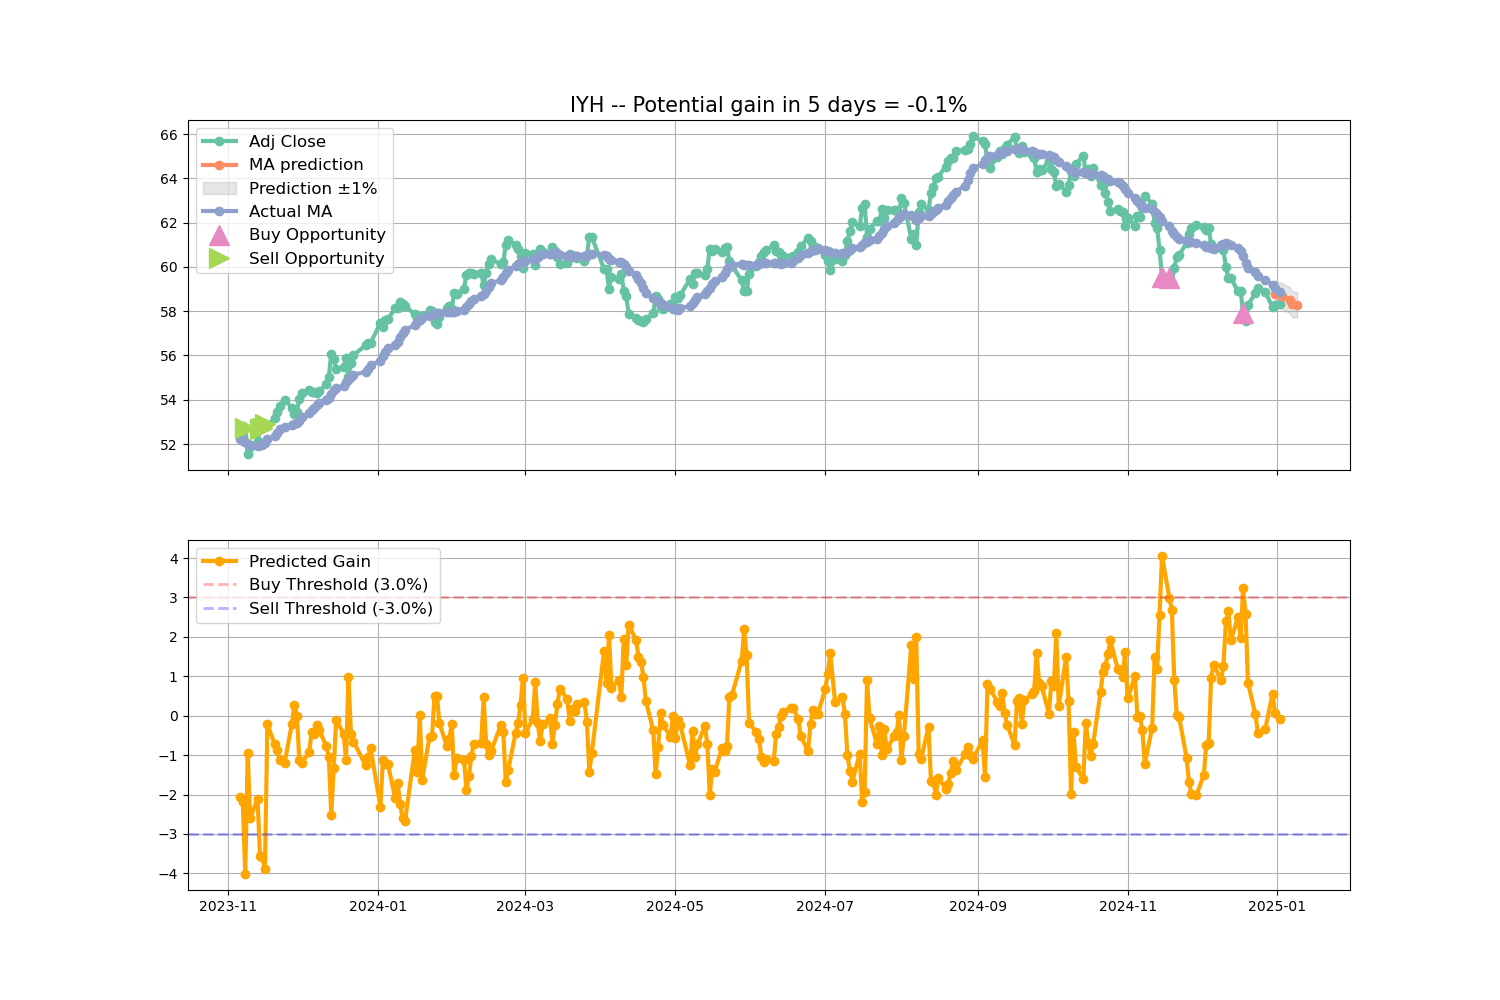 IYH -- Potential gain in 5 days = -0.1%
66
64
62
60
58
56
54
52
Adj Close
MA prediction
Prediction ±1%
Actual MA
Buy Opportunity
Sell Opportunity
4
3
2
1
0
−1
−2
−3
−4
Predicted Gain
Buy Threshold (3.0%)
Sell Threshold (-3.0%)
2023-11
2024-01
2024-03
2024-05
2024-07
2024-09
2024-11
2025-01